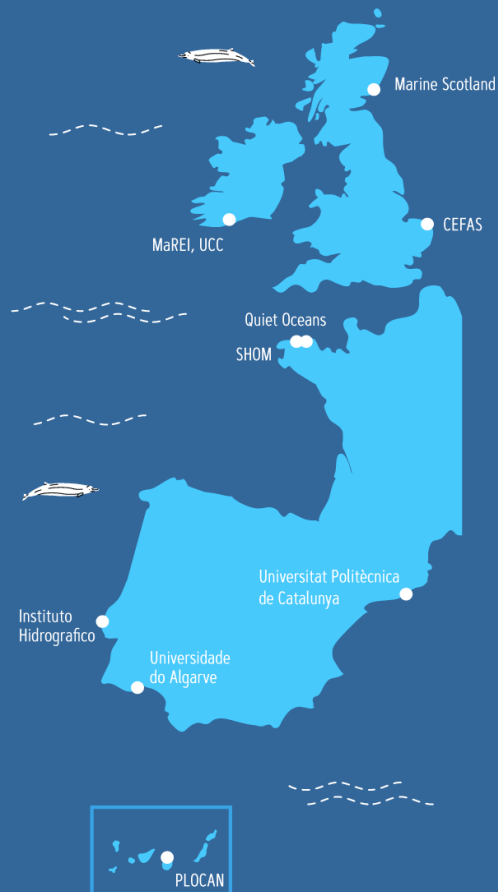 Marine Scotland
CEFAS
MaREI, UCC
Quiet Oceans
SHOM
Universitat Politècnica
de Catalunya
Instituto
Hidrografico
Universidade
do Algarve
PLOCAN